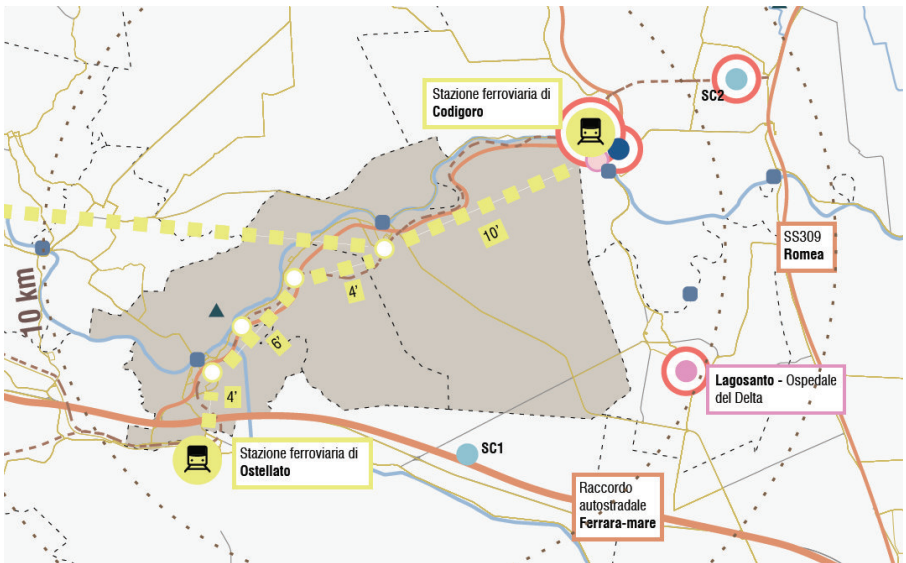 Stazione ferroviaria di
Codigoro
SC2
10'
SS309
Romea
4'
10 km
6'
4'
Lagosanto - Ospedale
del Delta
Stazione ferroviaria di
Ostellato
SC1
Raccordo
autostradale
Ferrara-mare